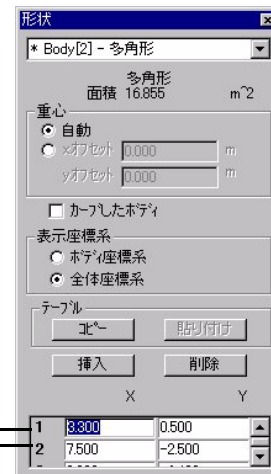 形状
* Body[2] - 多角形
多角形
面積 16.855 m^2
重心
自動
xオフセット 0.000 m
yオフセット 0.000 m
カーブしたボディ
表示座標系
ボディ座標系
全体座標系
テーブル
コピー 貼り付け
挿入 削除
X Y
1 3.300 0.500
2 7.500 -2.500